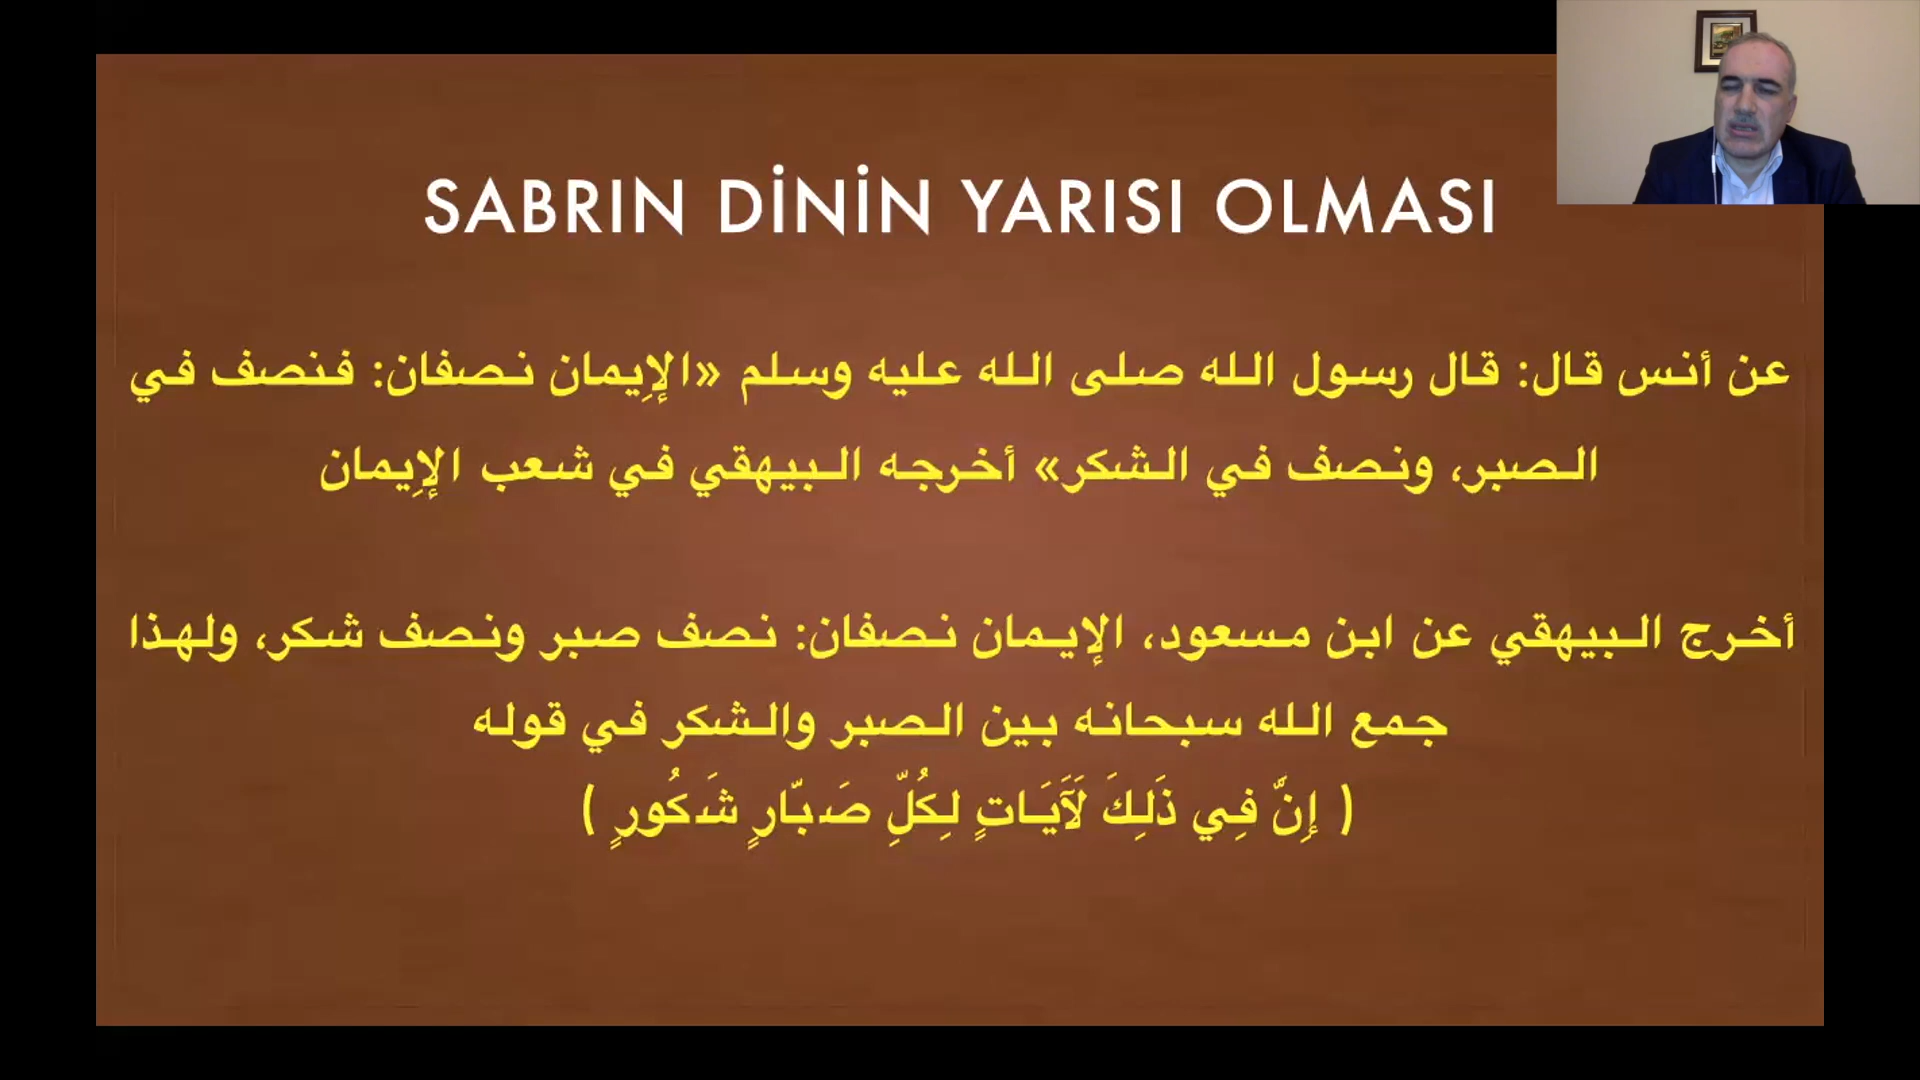 SABRIN DİNİN YARISI OLMASI
عن أنس قال: قال رسول الله صلى الله عليه وسلم «الإِيمان نصفان: فنصف في
الصبر، ونصف في الشكر» أخرجه البيهقي في شعب الإِيمان
أخرج البيهقي عن ابن مسعود، الإيمان نصفان: نصف صبر ونصف شكر، ولهذا
جمع الله سبحانه بين الصبر والشكر في قوله
( إِنَّ فِي ذَلِكَ لَآَيَاتٍ لِكُلِّ صَبَّارٍ شَكُورٍ )